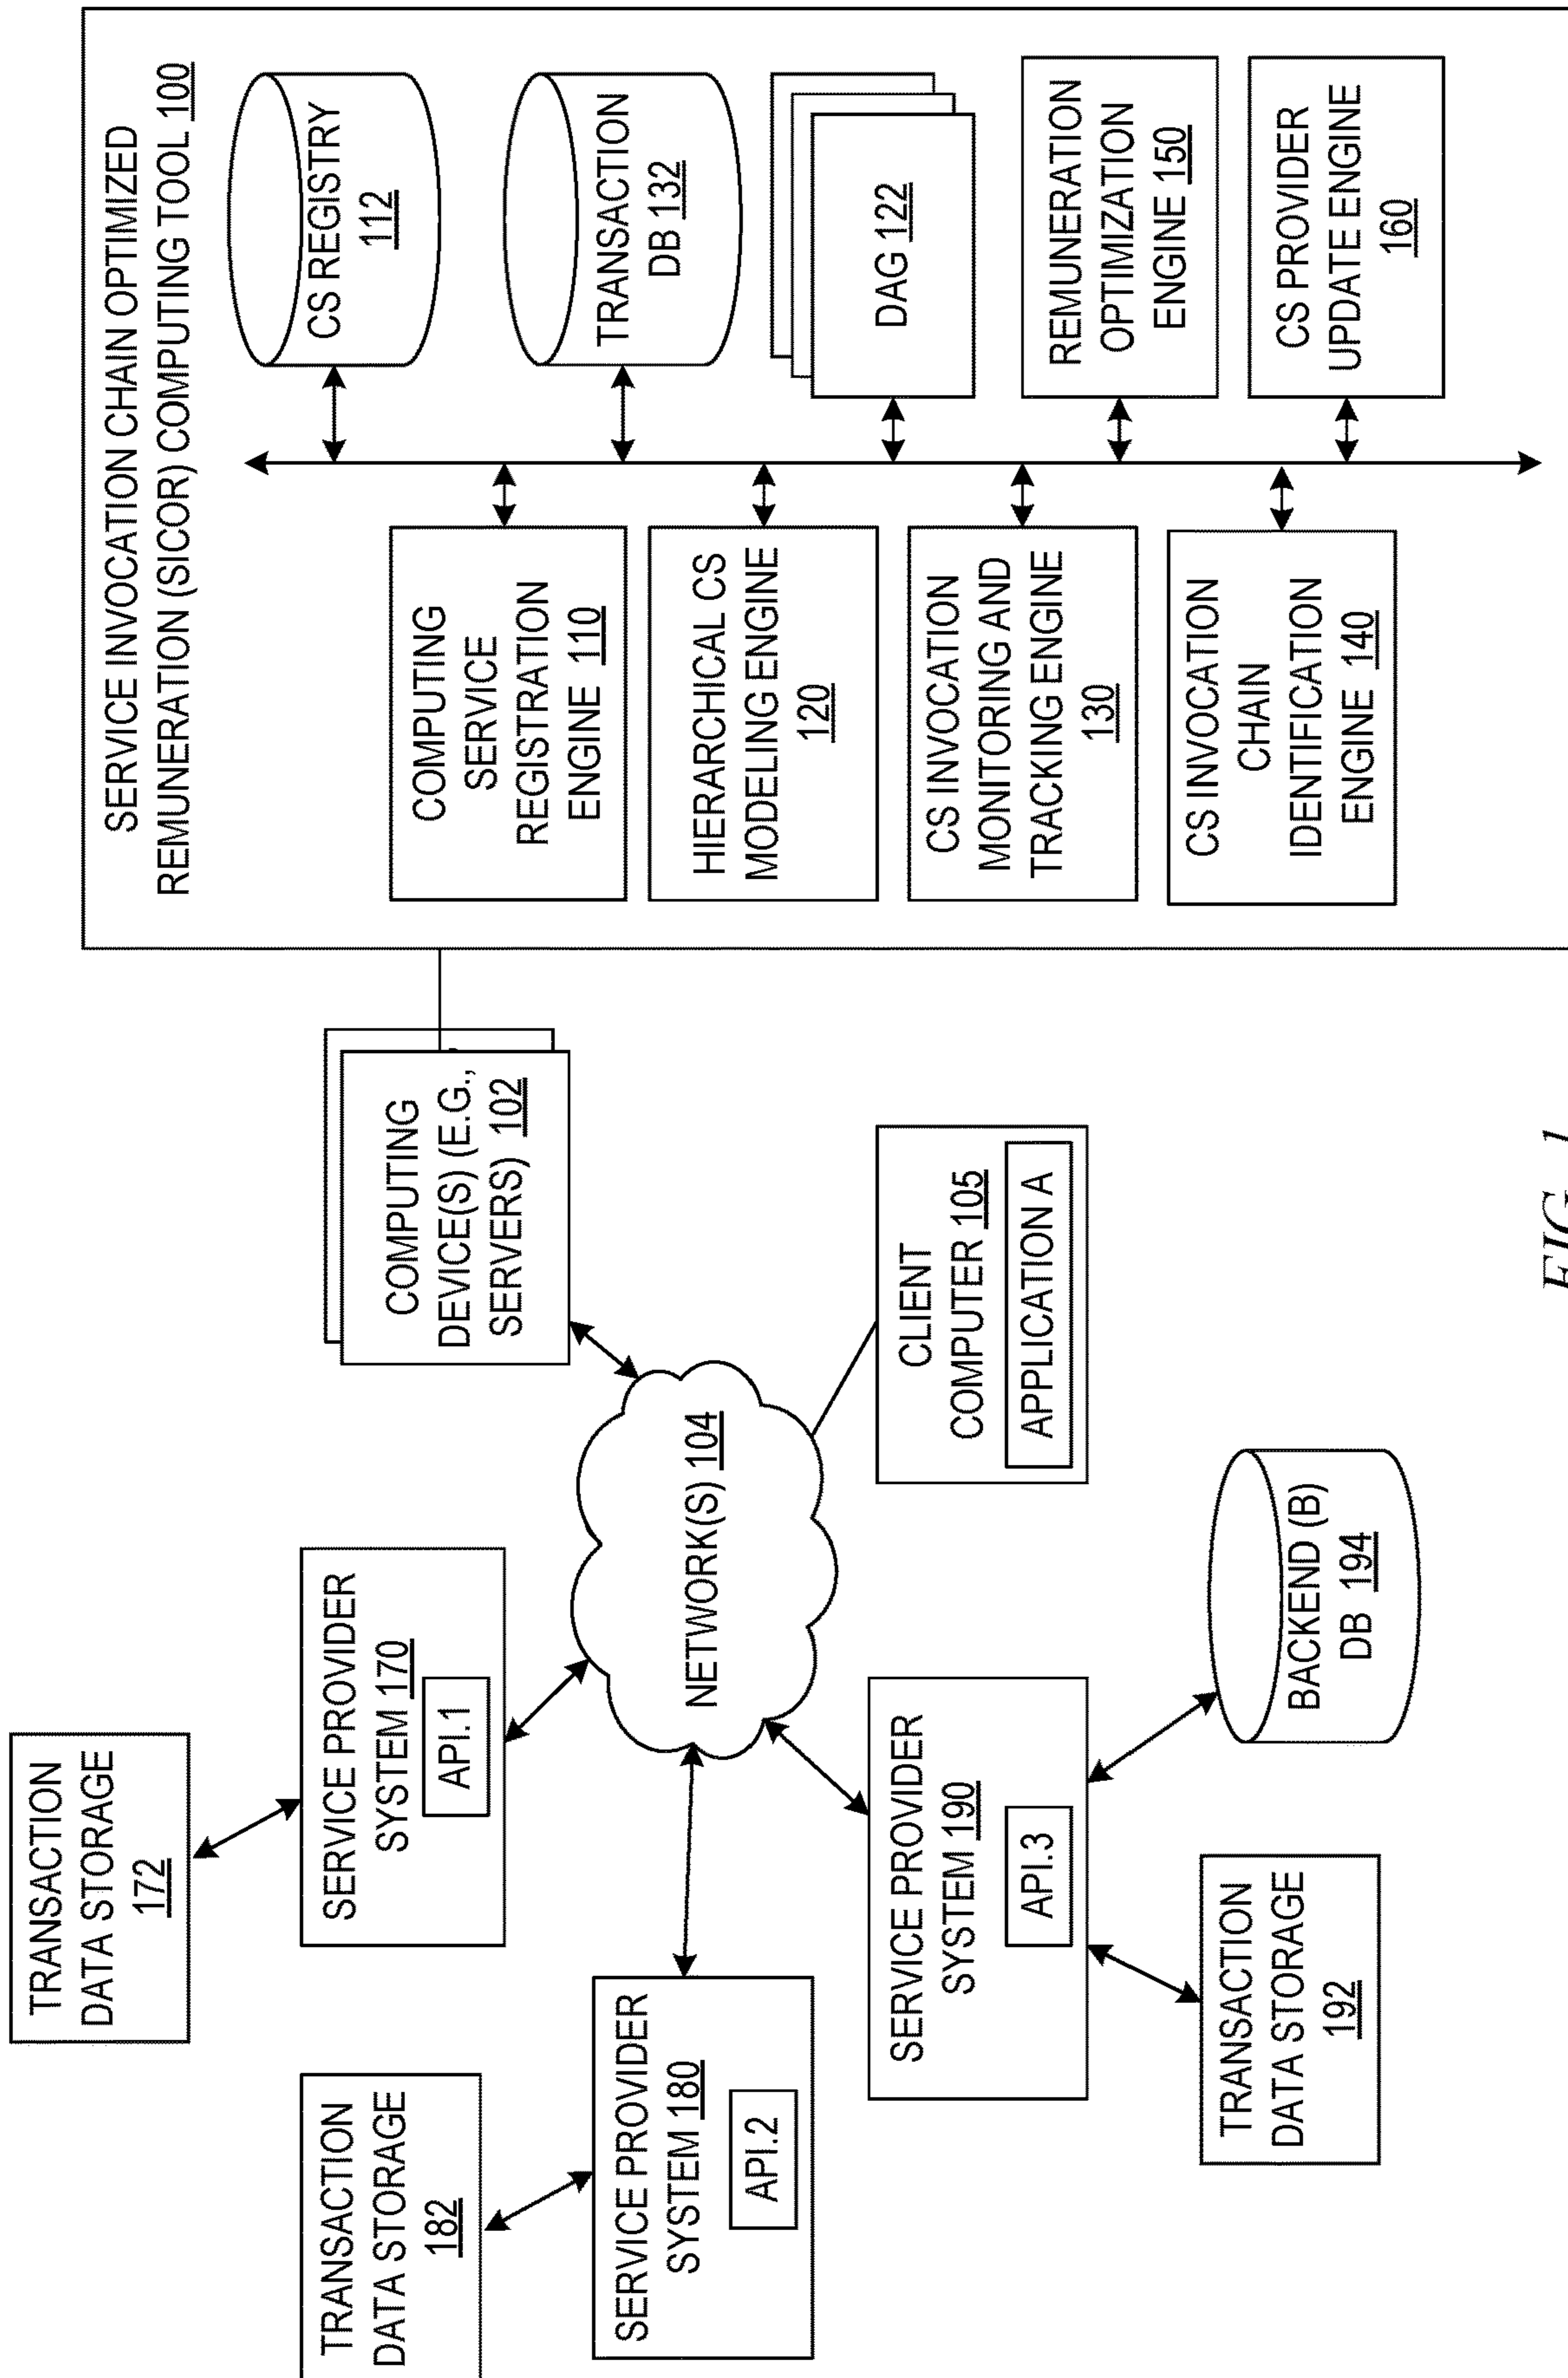 SERVICE INVOCATION CHAIN OPTIMIZED
REMUNERATION (SICOR) COMPUTING TOOL 100
COMPUTING
SERVICE
REGISTRATION
ENGINE 110
CS REGISTRY
112
HIERARCHICAL CS
MODELING ENGINE
120
TRANSACTION
DB 132
CS INVOCATION
MONITORING AND
TRACKING ENGINE
130
DAG 122
CS INVOCATION
CHAIN
IDENTIFICATION
ENGINE 140
REMUNERATION
OPTIMIZATION
ENGINE 150
CS PROVIDER
UPDATE ENGINE
160
COMPUTING
DEVICE(S) (E.G.,
SERVERS) 102
TRANSACTION
DATA STORAGE
172
SERVICE PROVIDER
SYSTEM 170
API.1
NETWORK(S) 104
CLIENT
COMPUTER 105
APPLICATION A
TRANSACTION
DATA STORAGE
182
SERVICE PROVIDER
SYSTEM 180
API.2
SERVICE PROVIDER
SYSTEM 190
API.3
BACKEND (B)
DB 194
TRANSACTION
DATA STORAGE
192
FIG. 1